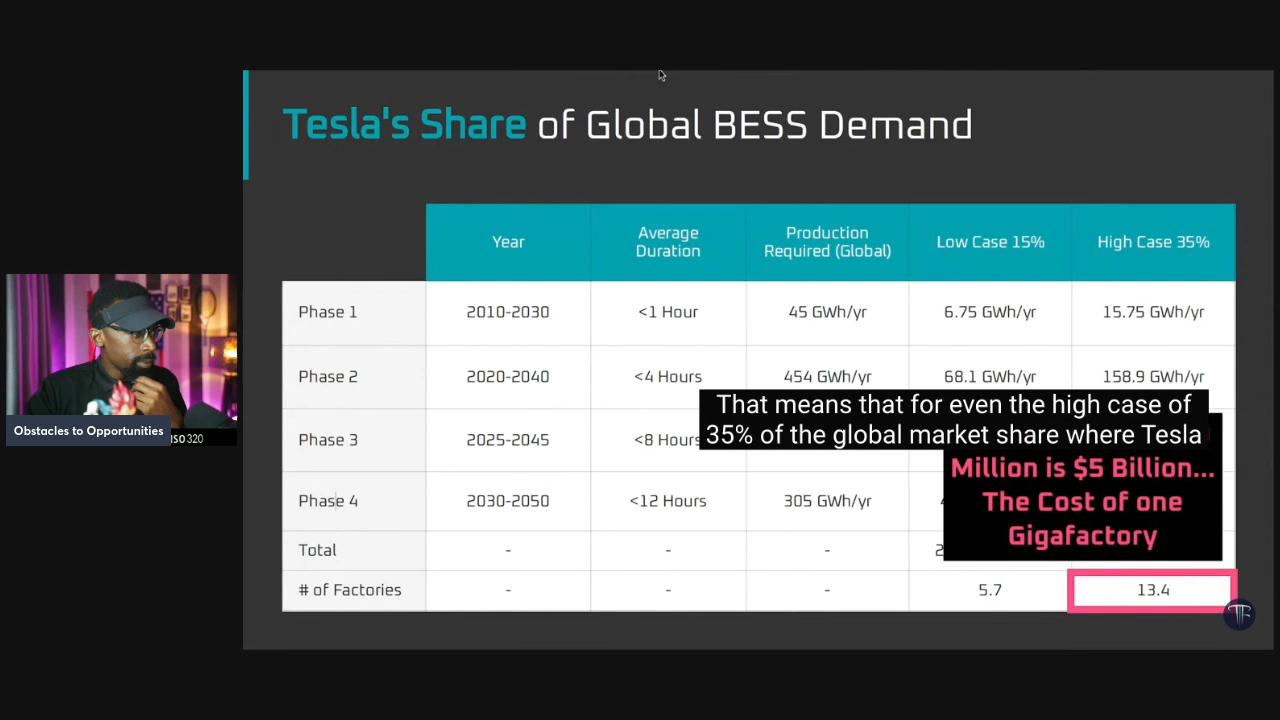 Tesla's Share of Global BESS Demand
Year
Average
Duration
Production
Required (Global)
Low Case 15%
High Case 35%
Phase 1
2010-2030
<1 Hour
45 GWh/yr
6.75 GWh/yr
15.75 GWh/yr
Phase 2
2020-2040
<4 Hours
454 GWh/yr
68.1 GWh/yr
158.9 GWh/yr
That means that for even the high case of
35% of the global market share where Tesla
Phase 3
2025-2045
<8 Hours
Million is $5 Billion...
The Cost of one
Gigafactory
Phase 4
2030-2050
<12 Hours
305 GWh/yr
Total
-
-
-
# of Factories
-
-
-
5.7
13.4
Obstacles to Opportunities
ISO 320
TF